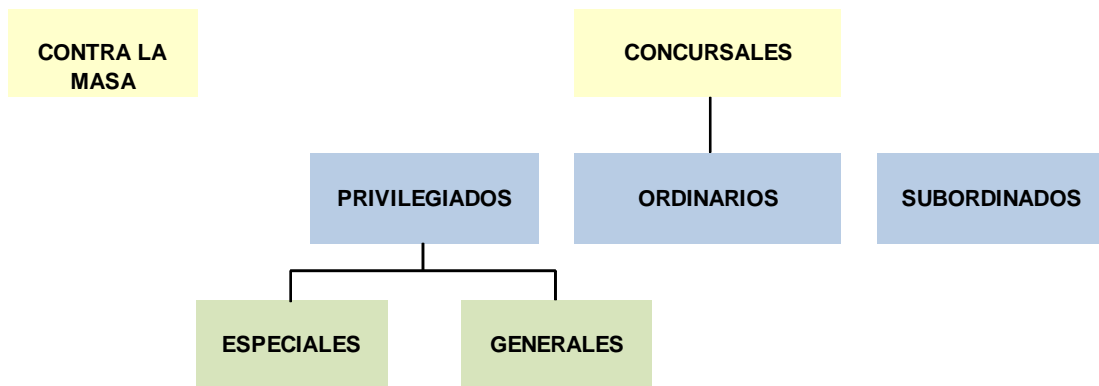 CONTRA LA
MASA
CONCURSALES
PRIVILEGIADOS
ORDINARIOS
SUBORDINADOS
ESPECIALES
GENERALES